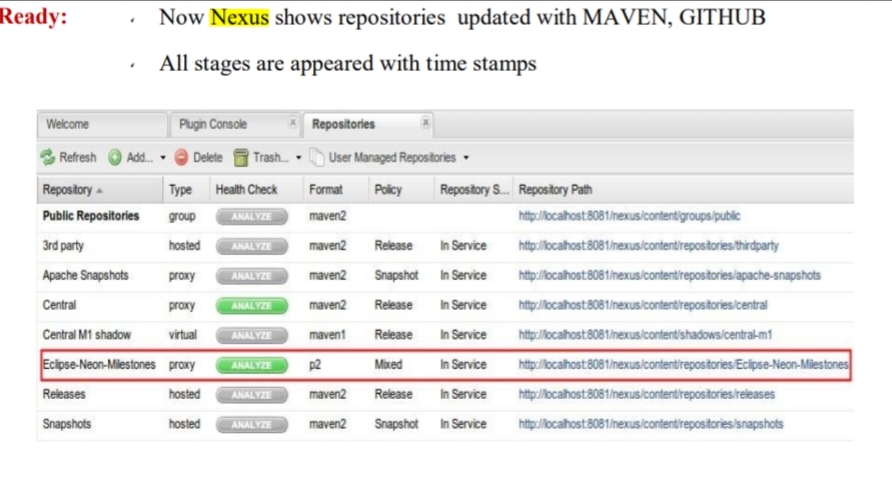 Ready: Now Nexus shows repositories updated with MAVEN, GITHUB
All stages are appeared with time stamps
Welcome Plugin Console Repositories
Refresh Add... Delete Trash... User Managed Repositories
Repository Type Health Check Format Policy Repository S... Repository Path
Public Repositories group ANALYZE maven2 http://localhost:8081/nexus/content/groups/public
3rd party hosted ANALYZE maven2 Release In Service http://localhost:8081/nexus/content/repositories/thirdparty
Apache Snapshots proxy ANALYZE maven2 Snapshot In Service http://localhost:8081/nexus/content/repositories/apache-snapshots
Central proxy ANALYZE maven2 Release In Service http://localhost:8081/nexus/content/repositories/central
Central M1 shadow virtual ANALYZE maven1 Release In Service http://localhost:8081/nexus/content/shadows/central-m1
Eclipse-Neon-Milestones proxy ANALYZE p2 Mixed In Service http://localhost:8081/nexus/content/repositories/Eclipse-Neon-Milestones
Releases hosted ANALYZE maven2 Release In Service http://localhost:8081/nexus/content/repositories/releases
Snapshots hosted ANALYZE maven2 Snapshot In Service http://localhost:8081/nexus/content/repositories/snapshots